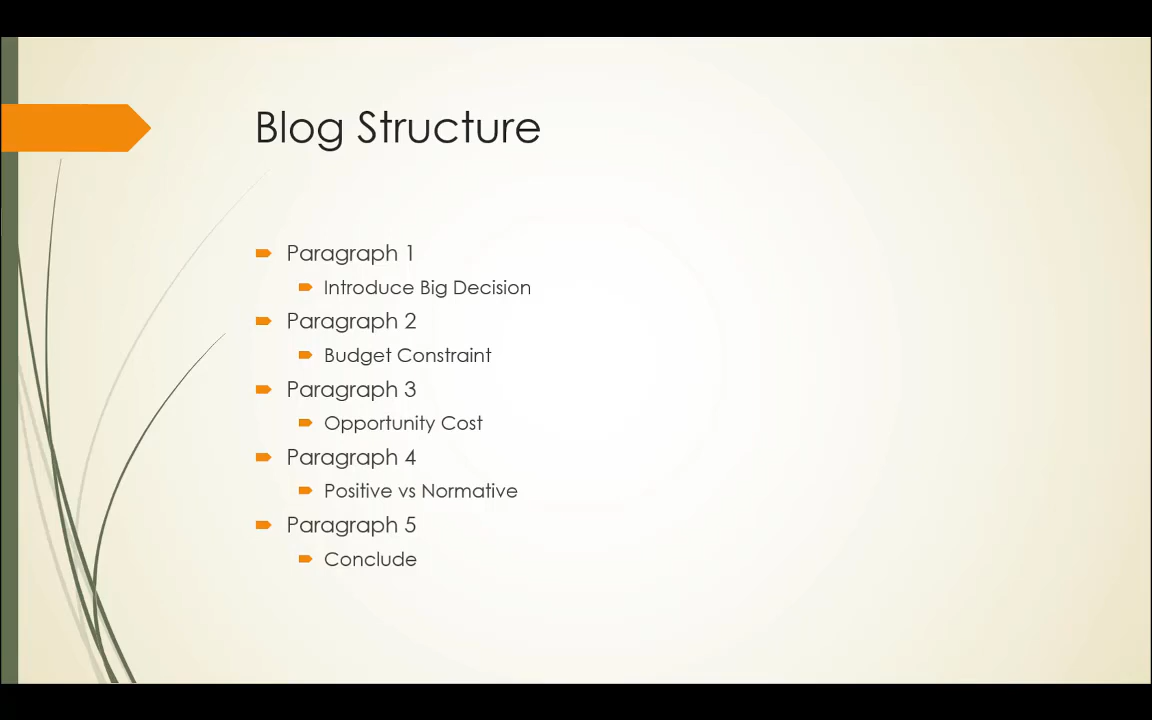 Blog Structure
Paragraph 1
Introduce Big Decision
Paragraph 2
Budget Constraint
Paragraph 3
Opportunity Cost
Paragraph 4
Positive vs Normative
Paragraph 5
Conclude